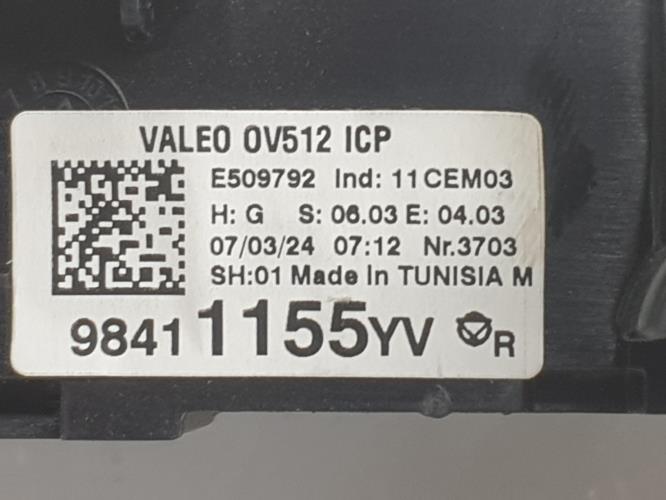 VALEO OV512 ICP
E509792 Ind: 11CEM03
H: G S: 06.03 E: 04.03
07/03/24 07:12 Nr.3703
SH:01 Made In TUNISIA M
98411155YV R